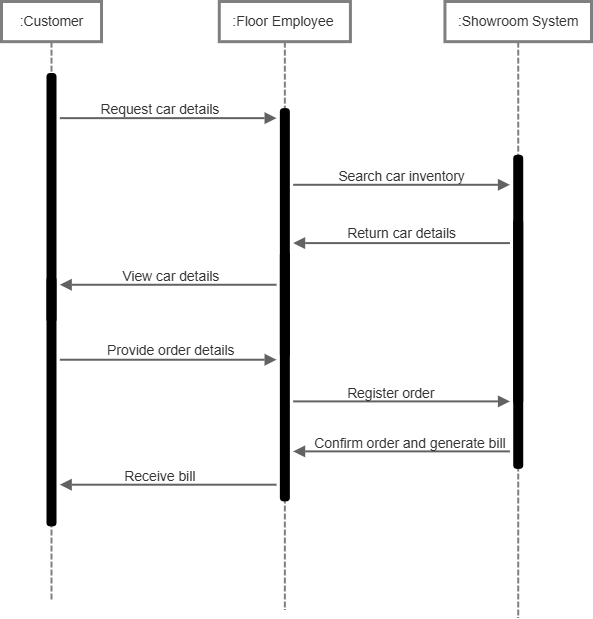 :Customer
:Floor Employee
:Showroom System
Request car details
Search car inventory
Return car details
View car details
Provide order details
Register order
Confirm order and generate bill
Receive bill